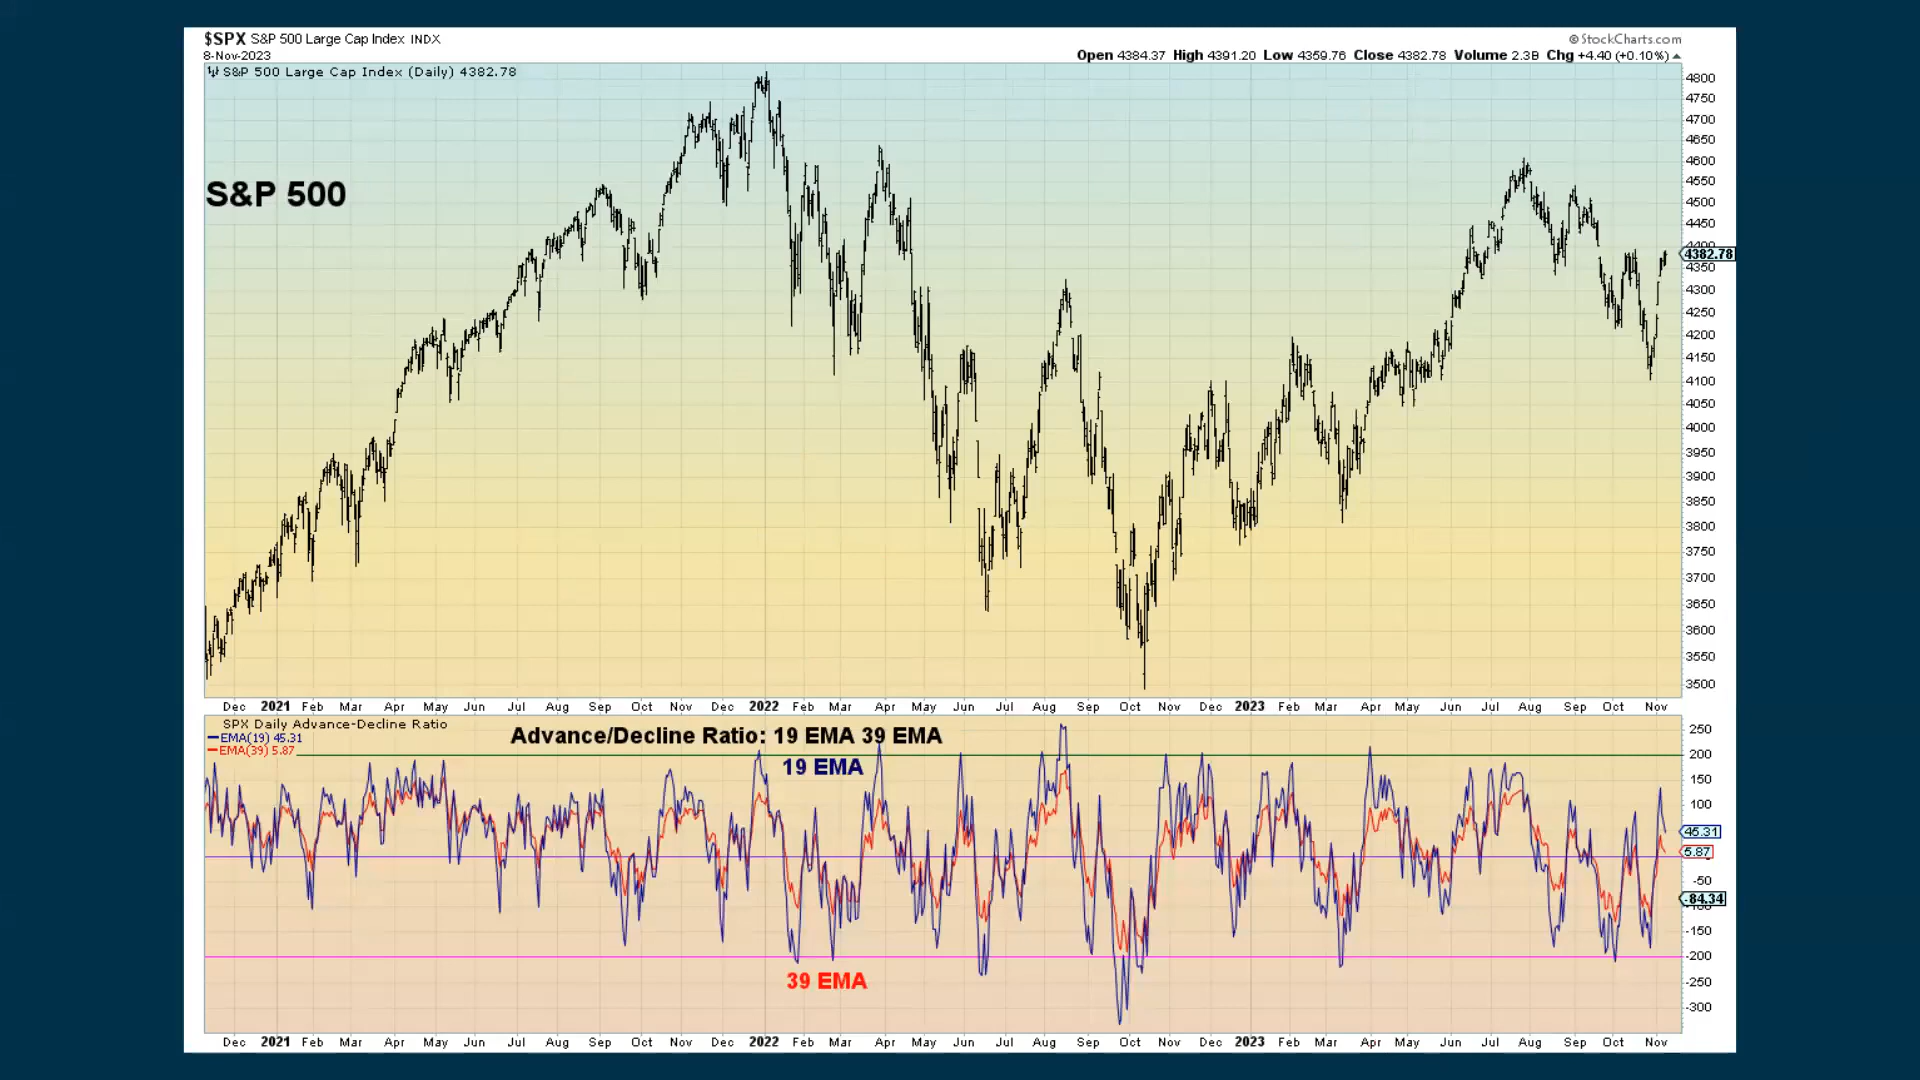 $SPX S&P 500 Large Cap Index INDX
© StockCharts.com
8-Nov-2023
Open 4384.37 High 4391.20 Low 4359.76 Close 4382.78 Volume 2.3B Chg +4.40 (+0.10%)
S&P 500 Large Cap Index (Daily) 4382.78
S&P 500
4800
4750
4700
4650
4600
4550
4500
4450
4400
4382.78
4350
4300
4250
4200
4150
4100
4050
4000
3950
3900
3850
3800
3750
3700
3650
3600
3550
3500
Dec 2021 Feb Mar Apr May Jun Jul Aug Sep Oct Nov Dec 2022 Feb Mar Apr May Jun Jul Aug Sep Oct Nov Dec 2023 Feb Mar Apr May Jun Jul Aug Sep Oct Nov
SPX Daily Advance-Decline Ratio
EMA(19) 45.31
EMA(39) 5.87
Advance/Decline Ratio: 19 EMA 39 EMA
19 EMA
39 EMA
250
200
150
100
45.31
5.87
-50
-84.34
-100
-150
-200
-250
-300
Dec 2021 Feb Mar Apr May Jun Jul Aug Sep Oct Nov Dec 2022 Feb Mar Apr May Jun Jul Aug Sep Oct Nov Dec 2023 Feb Mar Apr May Jun Jul Aug Sep Oct Nov